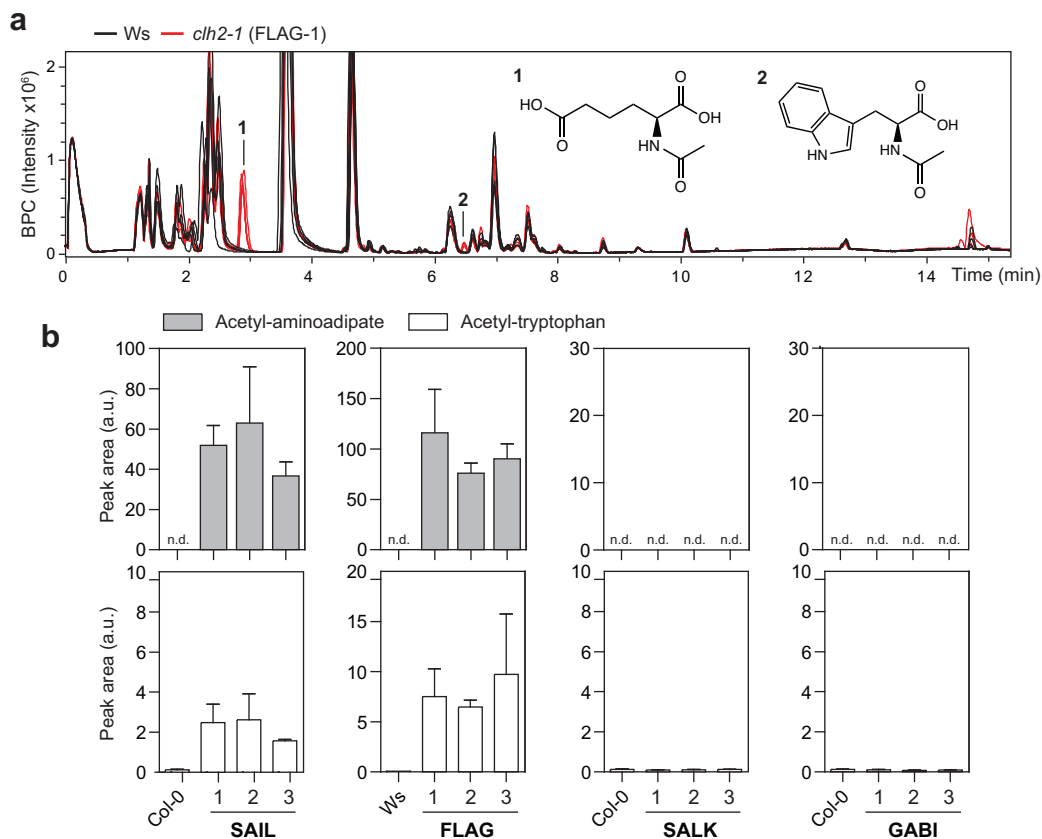 a
Ws clh2-1 (FLAG-1)
BPC (Intensity x10⁶)
2
1
0
1
2
0 2 4 6 8 10 12 14 Time (min)
1
HO
O
O
OH
HN
O
2
O
OH
HN
HN
O
b
Acetyl-aminoadipate Acetyl-tryptophan
Peak area (a.u.)
100
80
60
40
20
0
n.d.
200
150
100
50
0
n.d.
30
20
10
0
n.d. n.d. n.d. n.d.
30
20
10
0
n.d. n.d. n.d. n.d.
Peak area (a.u.)
10
8
6
4
2
0
Col-0 1 2 3
SAIL
20
15
10
5
0
Ws 1 2 3
FLAG
10
8
6
4
2
0
Col-0 1 2 3
SALK
10
8
6
4
2
0
Col-0 1 2 3
GABI